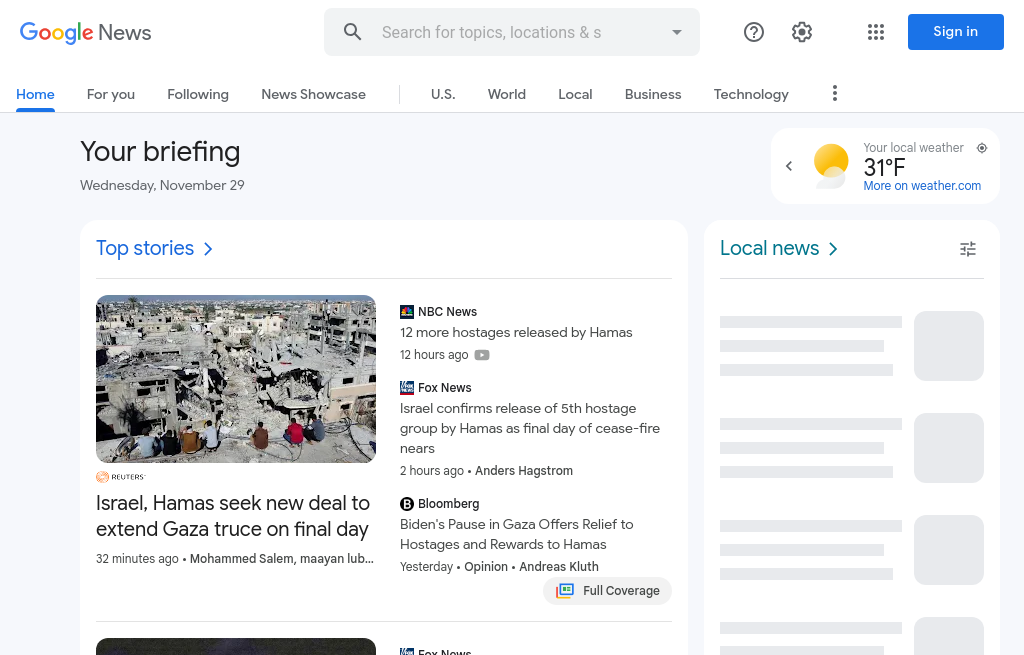 Google News
Search for topics, locations & s
Sign in
Home
For you
Following
News Showcase
U.S.
World
Local
Business
Technology
Your briefing
Wednesday, November 29
Your local weather
31°F
More on weather.com
Top stories
Local news
REUTERS
Israel, Hamas seek new deal to
extend Gaza truce on final day
32 minutes ago • Mohammed Salem, maayan lub...
NBC News
12 more hostages released by Hamas
12 hours ago
Fox News
Israel confirms release of 5th hostage
group by Hamas as final day of cease-fire
nears
2 hours ago • Anders Hagstrom
Bloomberg
Biden's Pause in Gaza Offers Relief to
Hostages and Rewards to Hamas
Yesterday • Opinion • Andreas Kluth
Full Coverage
Fox News